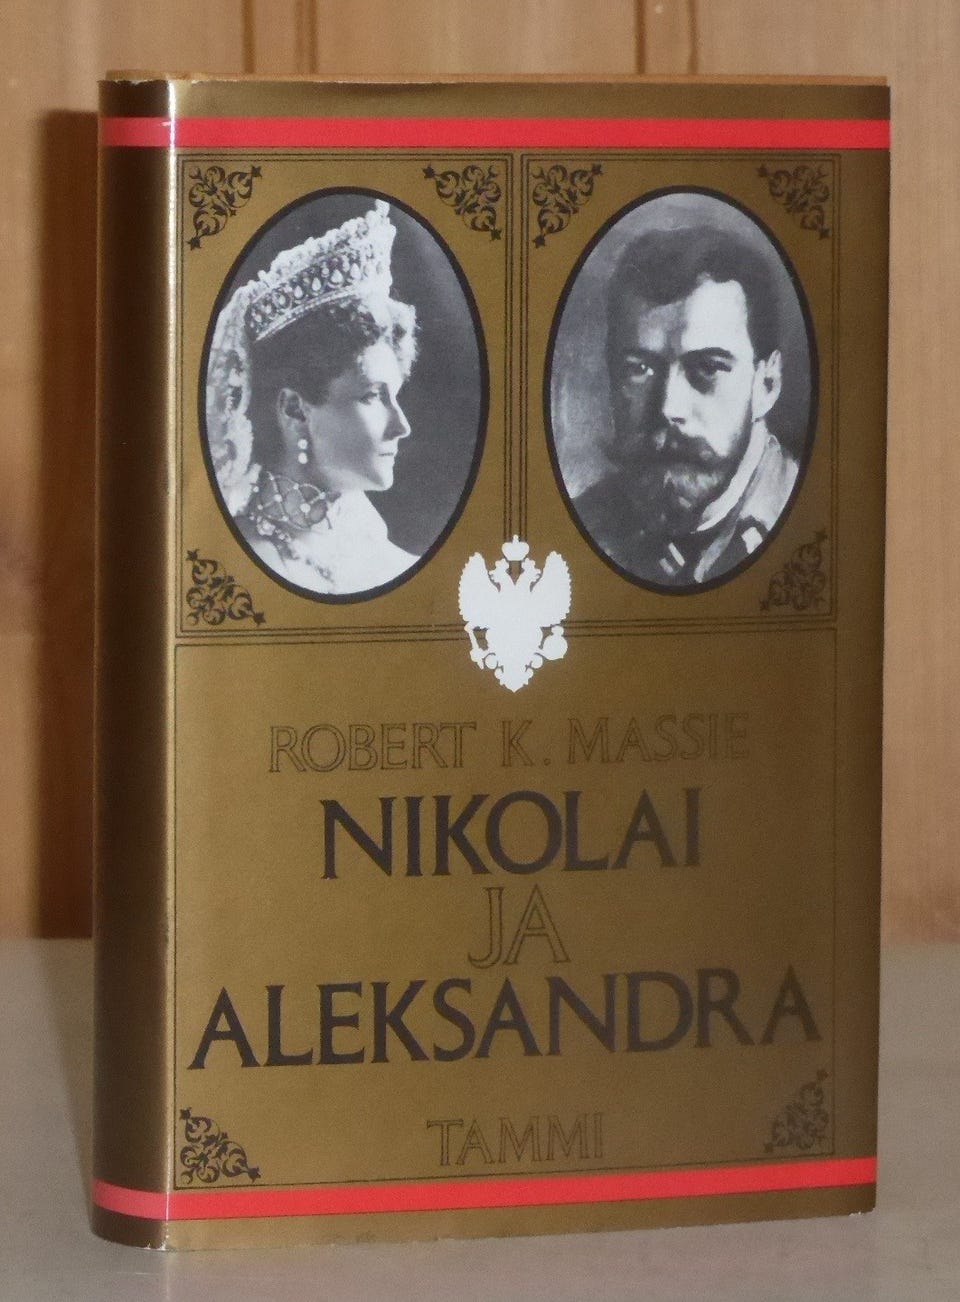 ROBERT K. MASSIE
NIKOLAI
JA
ALEKSANDRA
TAMMI